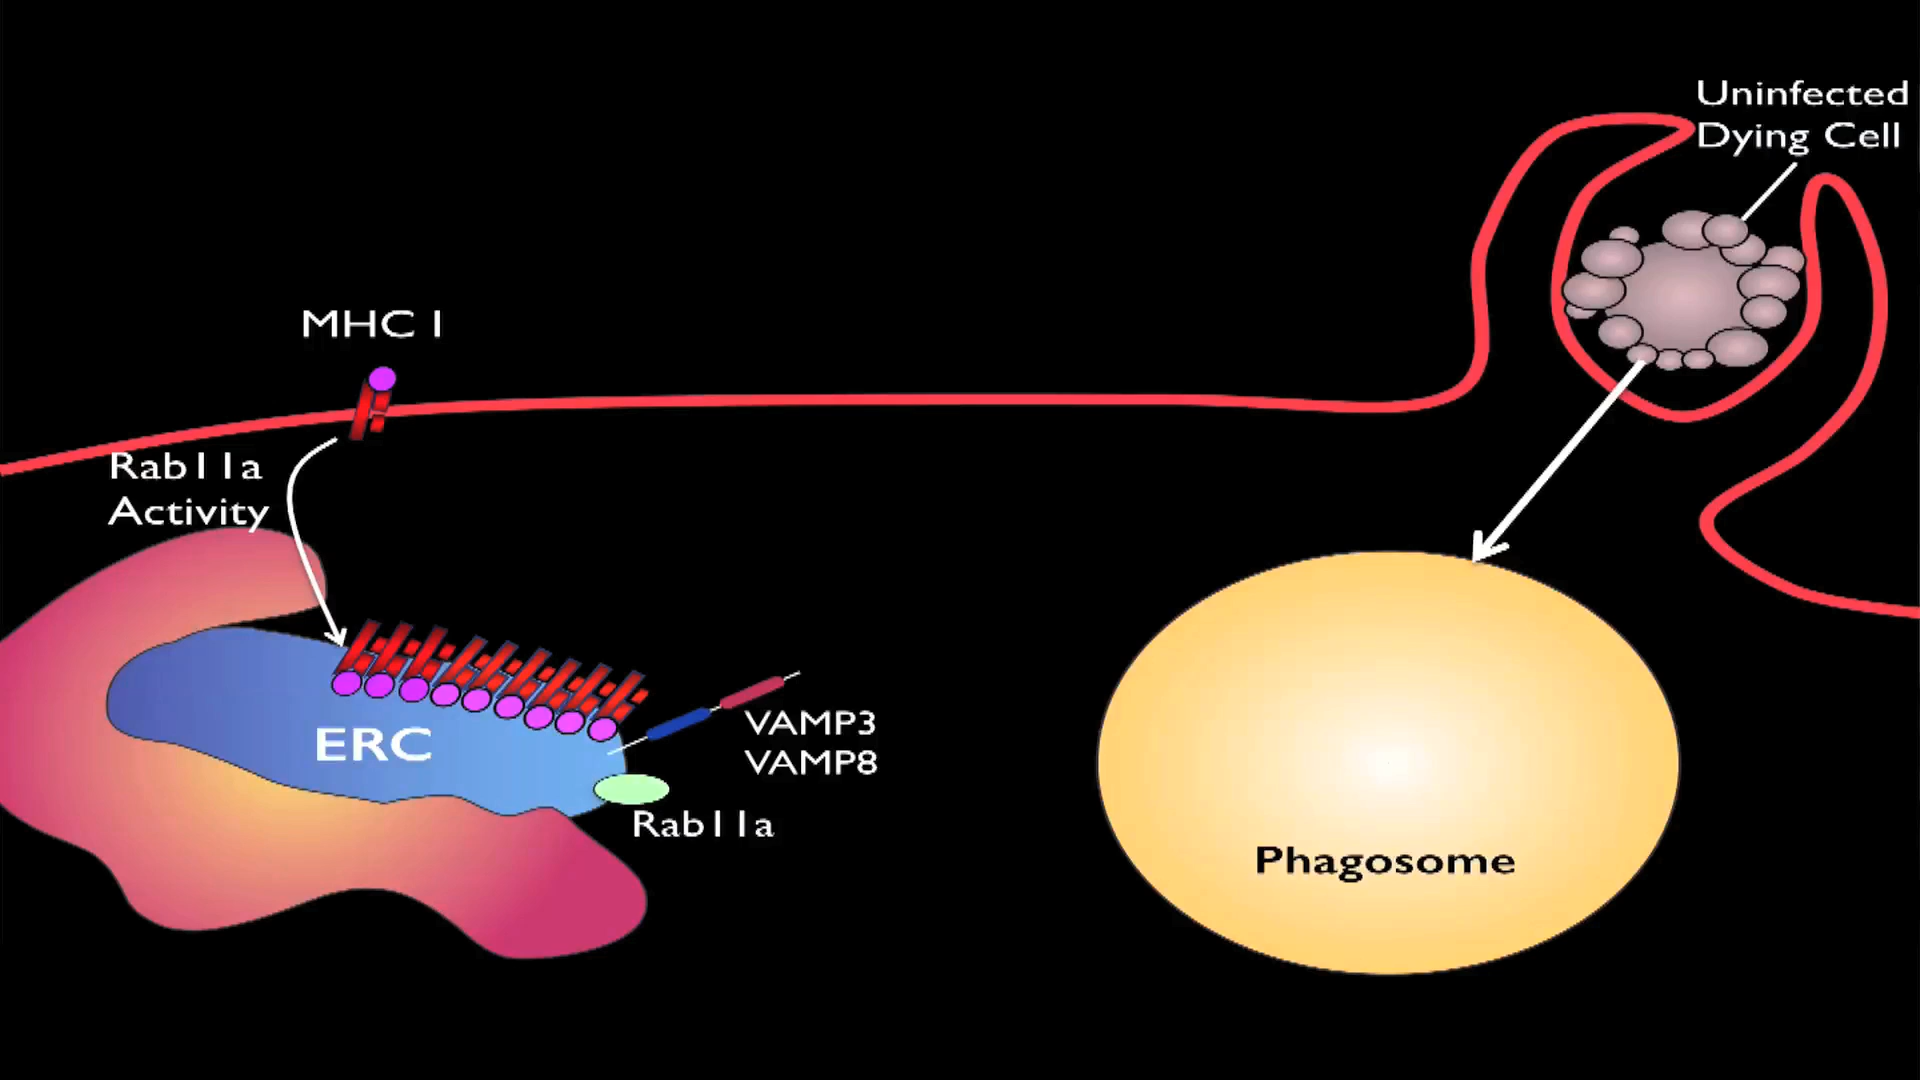 Uninfected
Dying Cell
MHC I
Rab11a
Activity
ERC
VAMP3
VAMP8
Rab11a
Phagosome